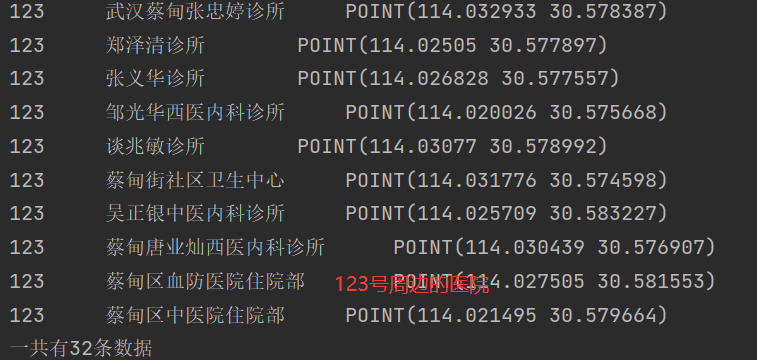 123 武汉蔡甸张忠婷诊所 POINT(114.032933 30.578387)
123 郑泽清诊所 POINT(114.02505 30.577897)
123 张义华诊所 POINT(114.026828 30.577557)
123 邹光华西医内科诊所 POINT(114.020026 30.575668)
123 谈兆敏诊所 POINT(114.03077 30.578992)
123 蔡甸街社区卫生中心 POINT(114.031776 30.574598)
123 吴正银中医内科诊所 POINT(114.025709 30.583227)
123 蔡甸唐业灿西医内科诊所 POINT(114.030439 30.576907)
123 蔡甸区血防医院住院部 POINT(114.027505 30.581553)
123号周边的医院
123 蔡甸区中医院住院部 POINT(114.021495 30.579664)
一共有32条数据